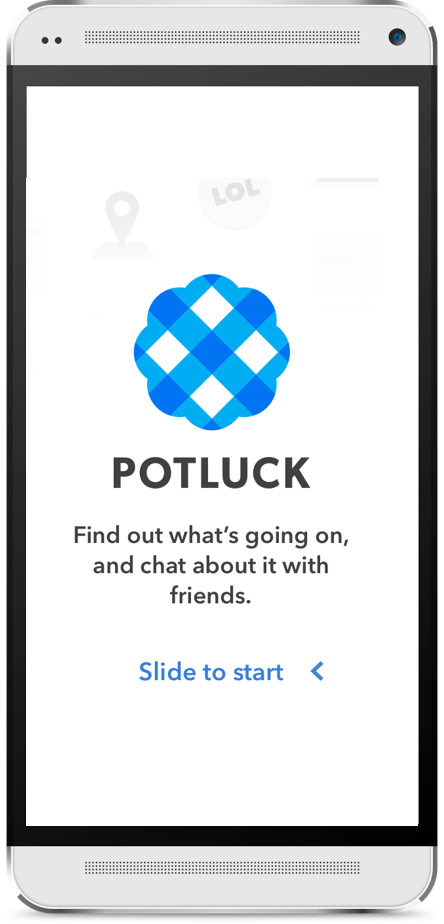 LOL
POTLUCK
Find out what's going on,
and chat about it with
friends.
Slide to start <